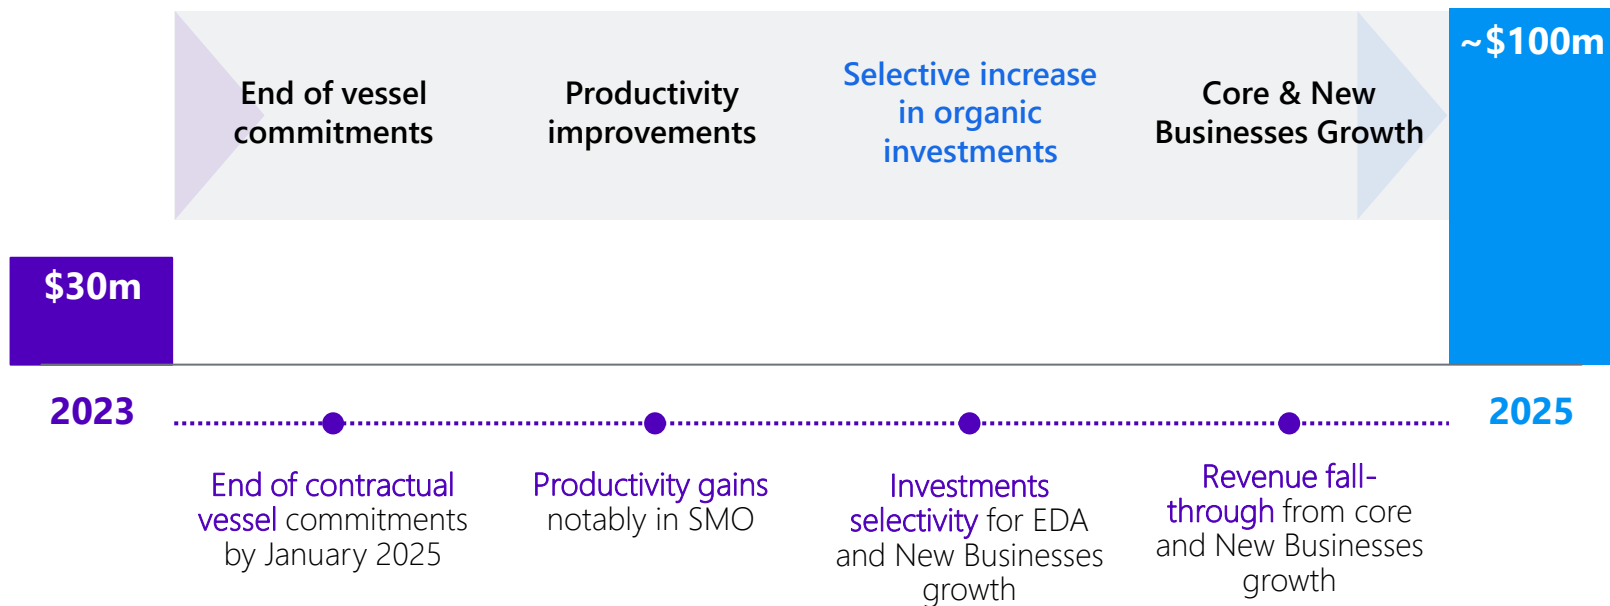 ~$100m
End of vessel
commitments
Productivity
improvements
Selective increase
in organic
investments
Core & New
Businesses Growth
$30m
2023
2025
End of contractual
vessel commitments
by January 2025
Productivity gains
notably in SMO
Investments
selectivity for EDA
and New Businesses
growth
Revenue fall-
through from core
and New Businesses
growth